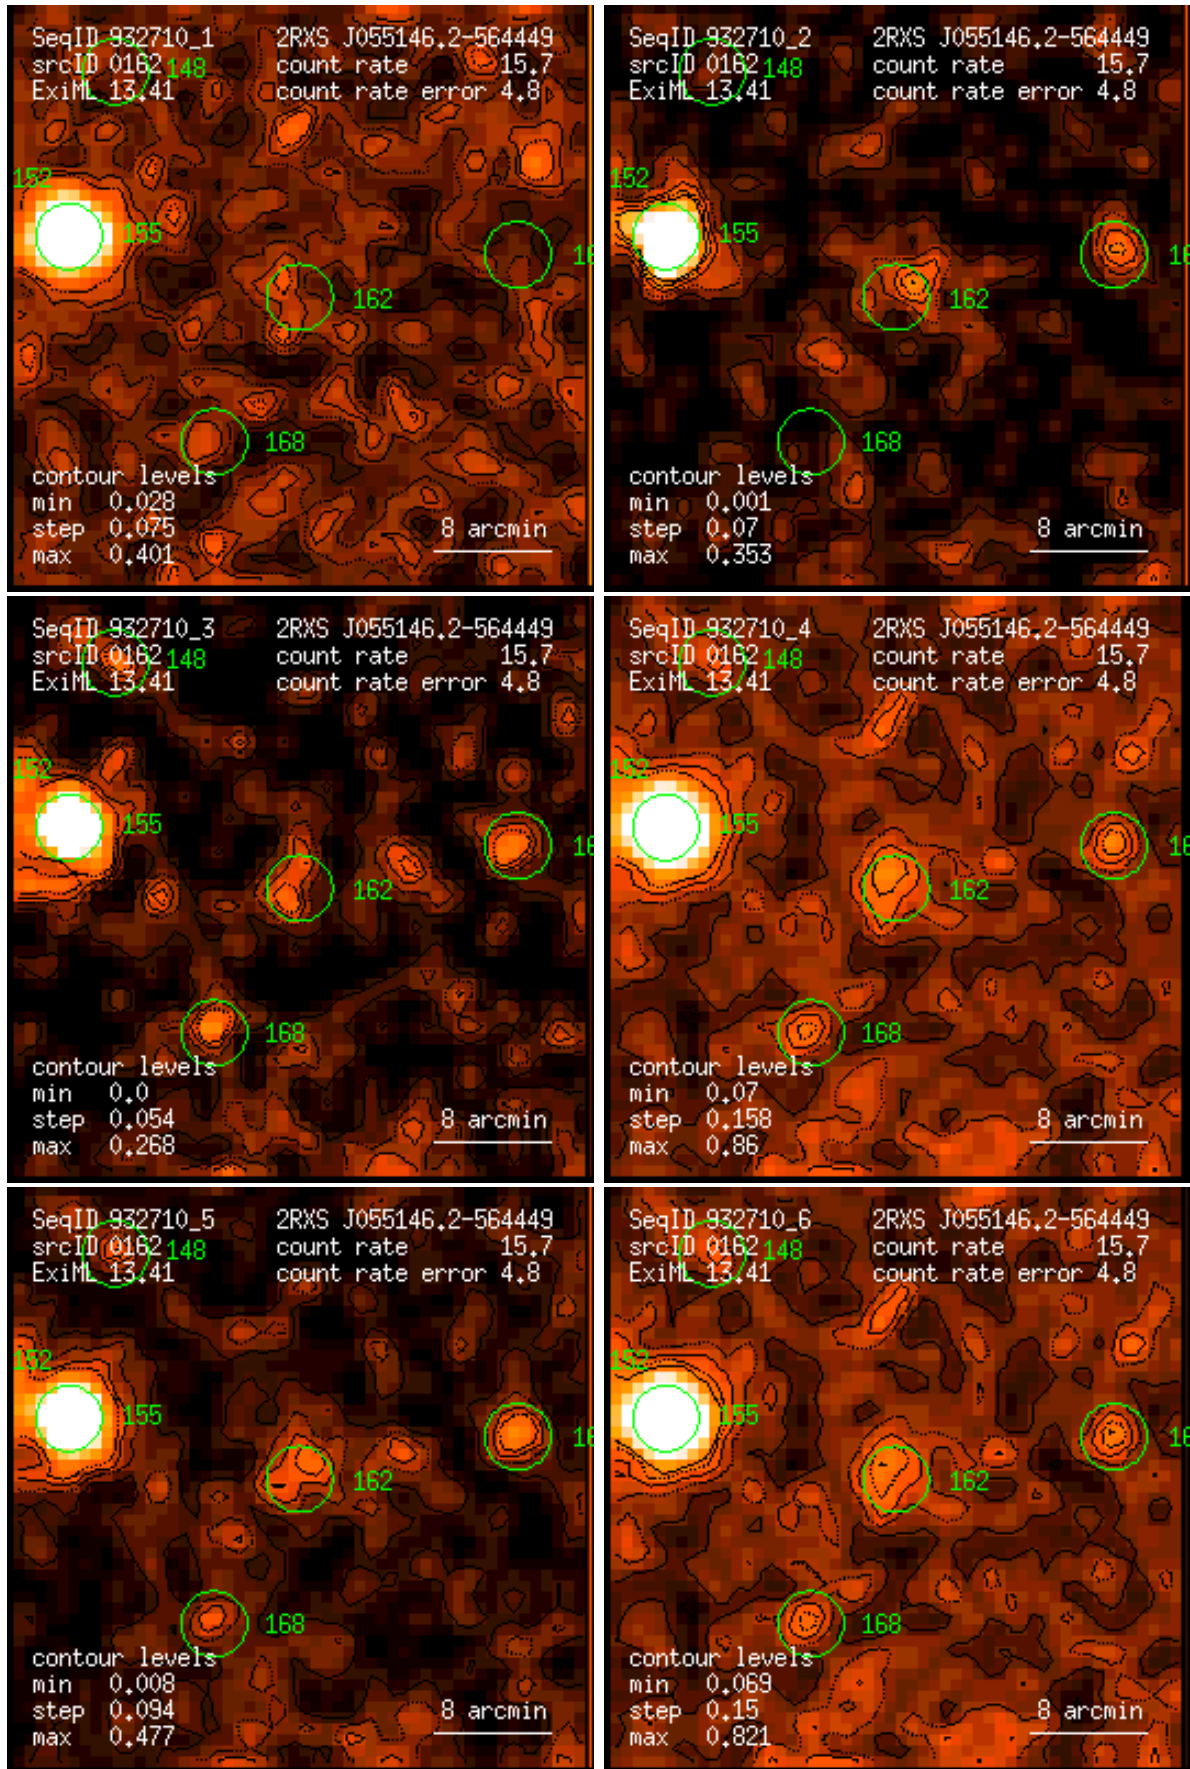 SeqID 932710_1 2RXS J055146.2-564449
srcID 0162 148 count rate 15.7
ExiML 13.41 count rate error 4.8
152
155
16
162
168
contour levels
min 0.028
step 0.075 8 arcmin
max 0.401
SeqID 932710_2 2RXS J055146.2-564449
srcID 0162 148 count rate 15.7
ExiML 13.41 count rate error 4.8
152
155
16
162
168
contour levels
min 0.001
step 0.07 8 arcmin
max 0.353
SeqID 932710_3 2RXS J055146.2-564449
srcID 0162 148 count rate 15.7
ExiML 13.41 count rate error 4.8
152
155
16
162
168
contour levels
min 0.0
step 0.054 8 arcmin
max 0.268
SeqID 932710_4 2RXS J055146.2-564449
srcID 0162 148 count rate 15.7
ExiML 13.41 count rate error 4.8
152
155
16
162
168
contour levels
min 0.07
step 0.158 8 arcmin
max 0.86
SeqID 932710_5 2RXS J055146.2-564449
srcID 0162 148 count rate 15.7
ExiML 13.41 count rate error 4.8
152
155
16
162
168
contour levels
min 0.008
step 0.094 8 arcmin
max 0.477
SeqID 932710_6 2RXS J055146.2-564449
srcID 0162 148 count rate 15.7
ExiML 13.41 count rate error 4.8
152
155
16
162
168
contour levels
min 0.069
step 0.15 8 arcmin
max 0.821